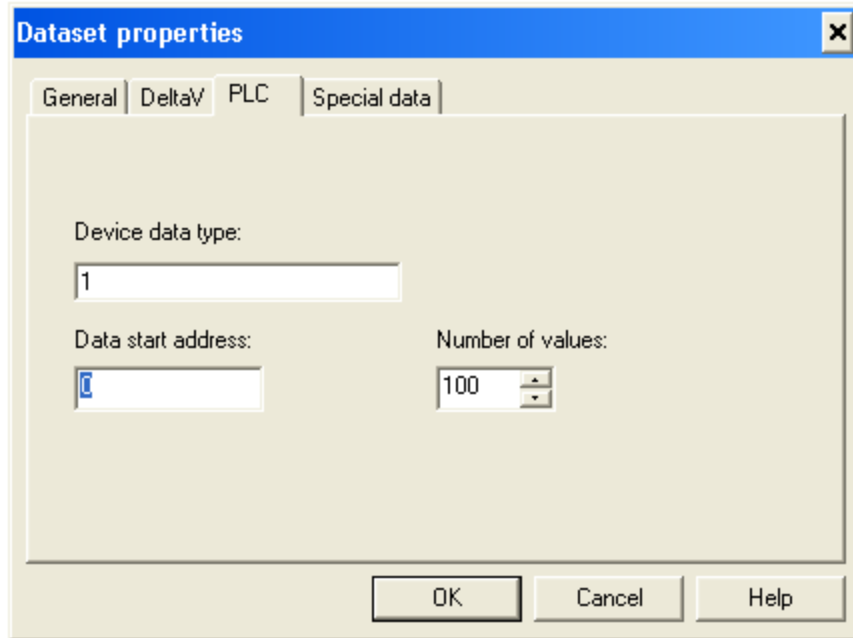 Dataset properties
General DeltaV PLC Special data
Device data type:
1
Data start address: Number of values:
0 100
OK Cancel Help